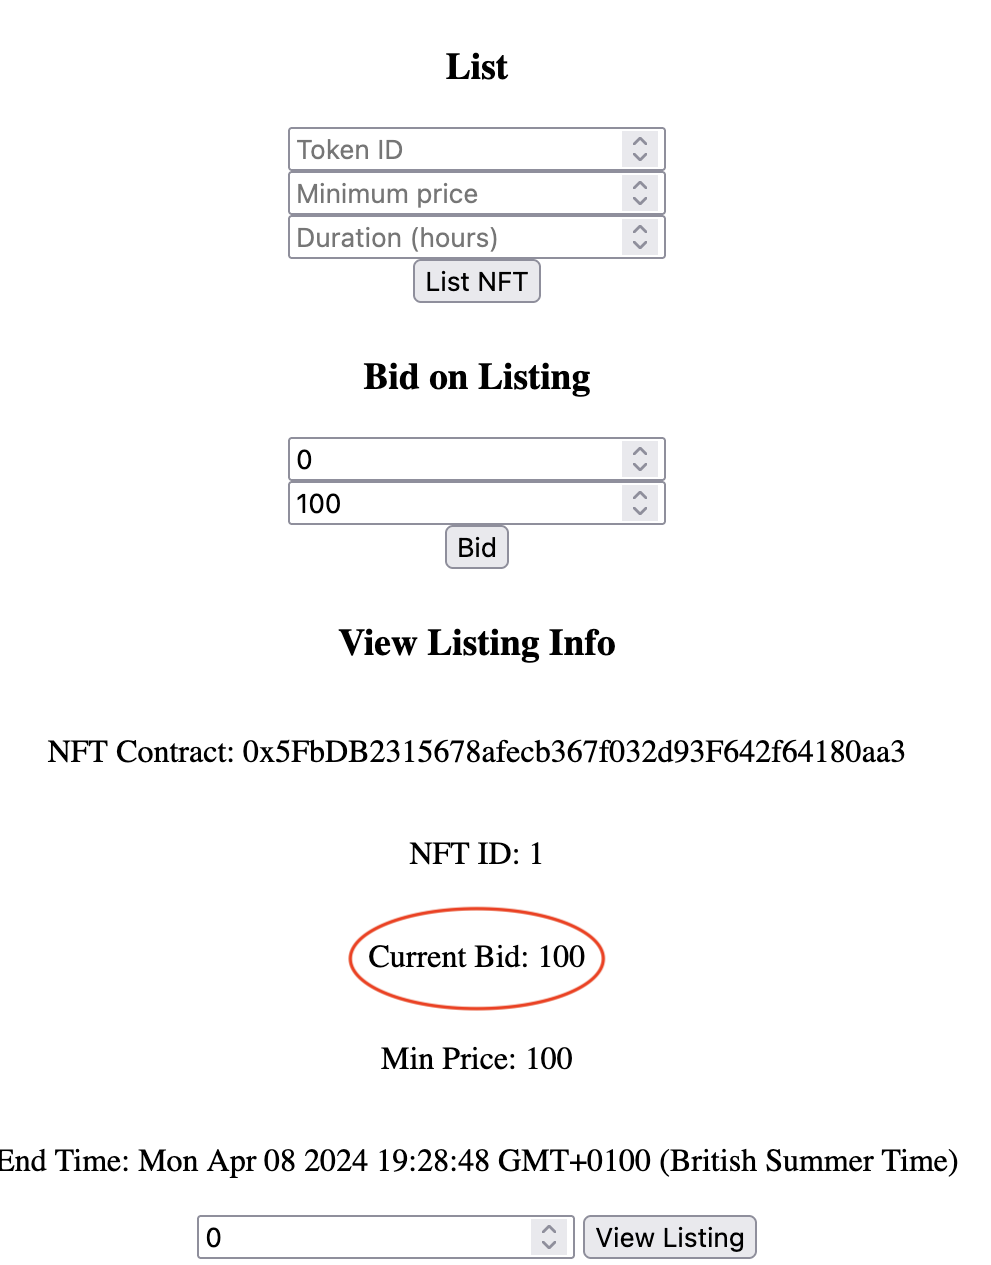 List
Token ID
Minimum price
Duration (hours)
List NFT
Bid on Listing
0
100
Bid
View Listing Info
NFT Contract: 0x5FbDB2315678afecb367f032d93F642f64180aa3
NFT ID: 1
Current Bid: 100
Min Price: 100
End Time: Mon Apr 08 2024 19:28:48 GMT+0100 (British Summer Time)
0 View Listing